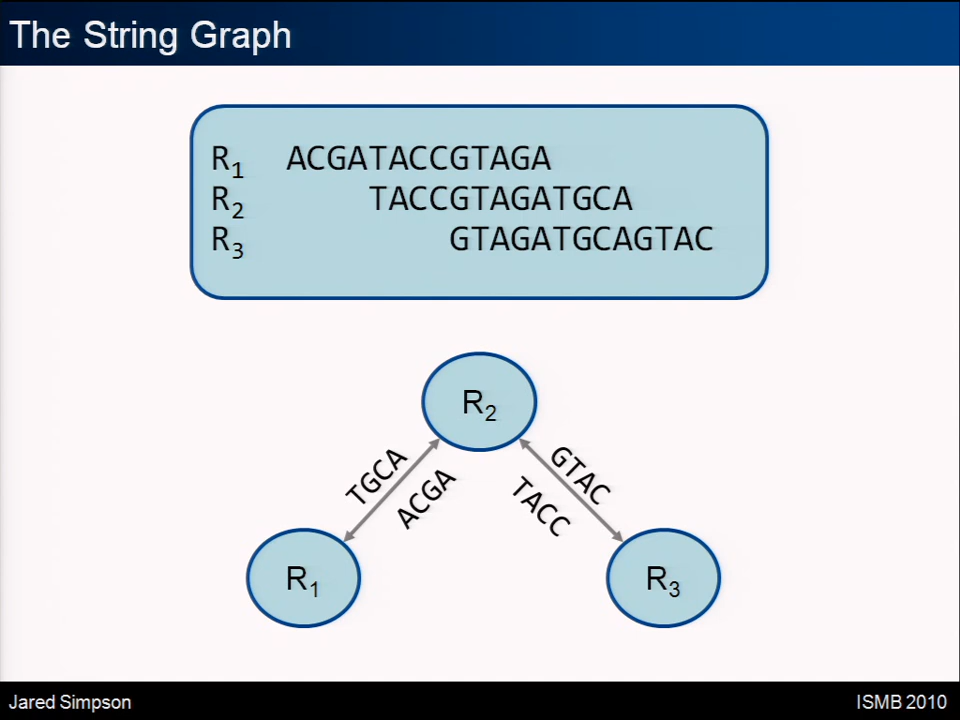 The String Graph
R1 ACGATACCGTAGA
R2 TACCGTAGATGCA
R3 GTAGATGCAGTAC
R2
TGCA
ACGA
GTAC
TACC
R1
R3
Jared Simpson
ISMB 2010